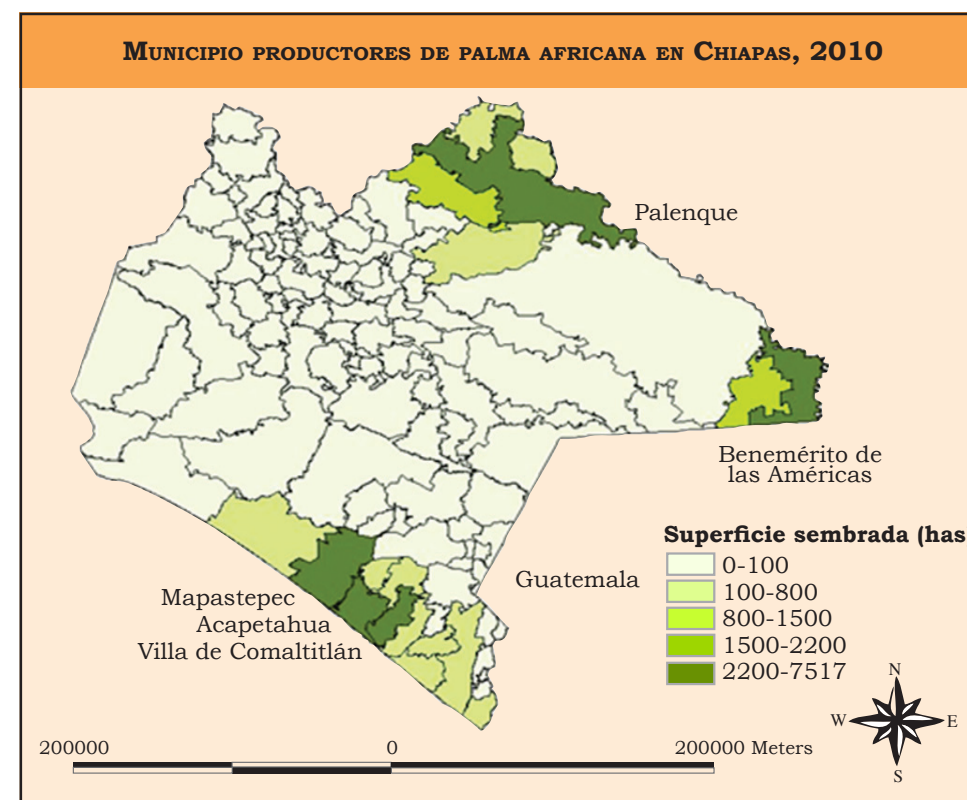 MUNICIPIO PRODUCTORES DE PALMA AFRICANA EN CHIAPAS, 2010
Palenque
Benemérito de
las Américas
Superficie sembrada (has
0-100
100-800
800-1500
1500-2200
2200-7517
Guatemala
Mapastepec
Acapetahua
Villa de Comaltitlán
N
W
E
S
200000
0
200000 Meters